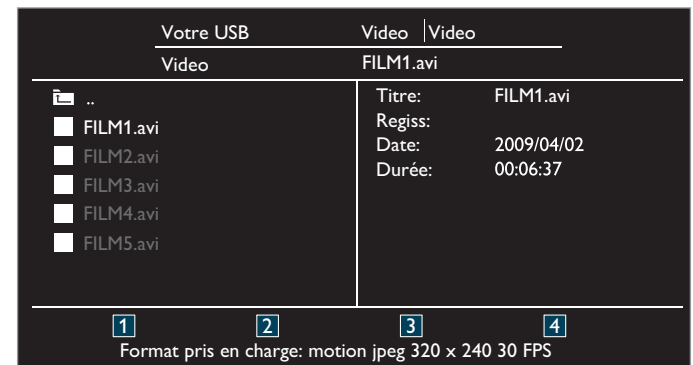 Votre USB Video Video
Video FILM1.avi
..
FILM1.avi
FILM2.avi
FILM3.avi
FILM4.avi
FILM5.avi
Titre: FILM1.avi
Regiss:
Date: 2009/04/02
Durée: 00:06:37
1 2 3 4
Format pris en charge: motion jpeg 320 x 240 30 FPS